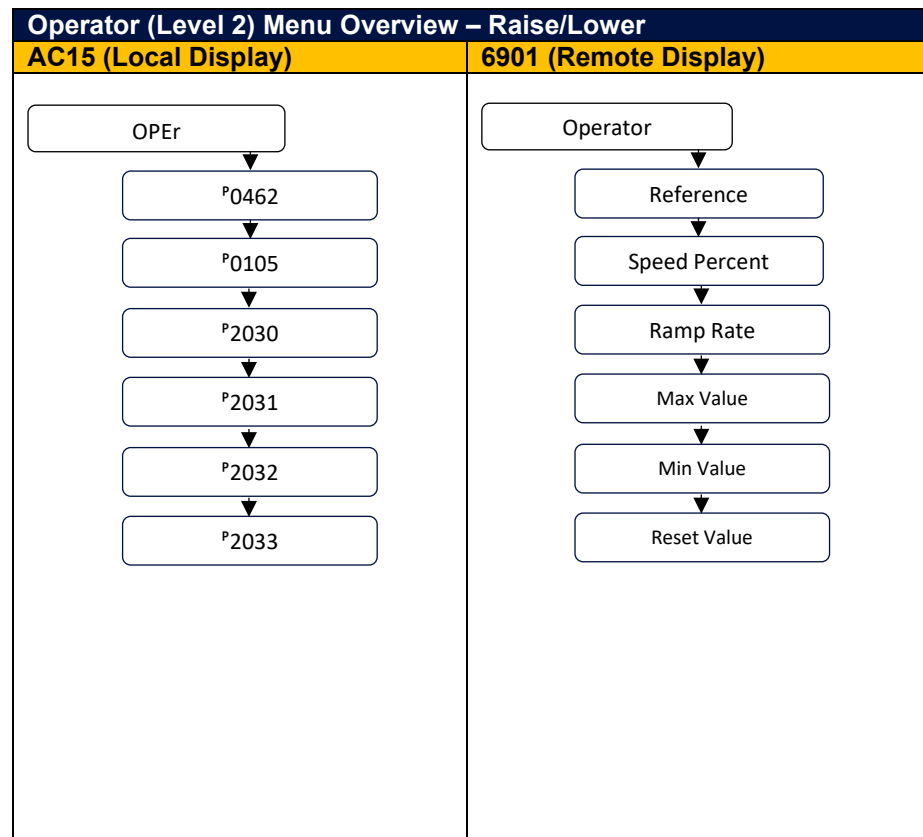 Operator (Level 2) Menu Overview – Raise/Lower
AC15 (Local Display)
6901 (Remote Display)
OPEr
ᴾ0462
ᴾ0105
ᴾ2030
ᴾ2031
ᴾ2032
ᴾ2033
Operator
Reference
Speed Percent
Ramp Rate
Max Value
Min Value
Reset Value